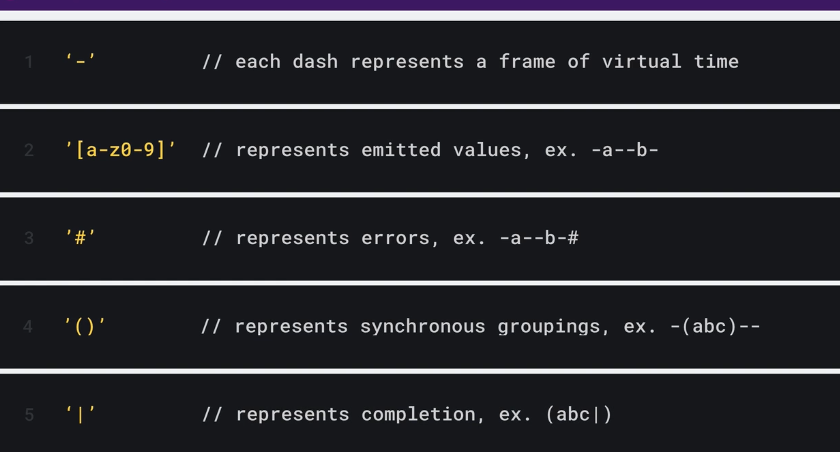 1 ‘-’ // each dash represents a frame of virtual time
2 ’[a-z0-9]’ // represents emitted values, ex. -a--b-
3 ’#’ // represents errors, ex. -a--b-#
4 ’()’ // represents synchronous groupings, ex. -(abc)--
5 ‘|’ // represents completion, ex. (abc|)